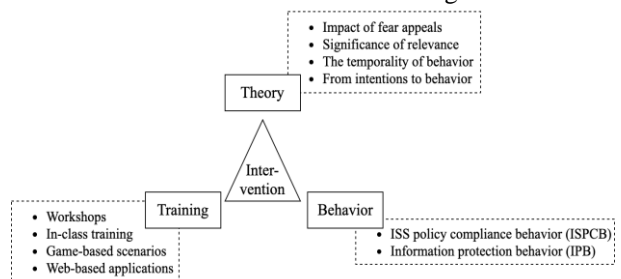 • Impact of fear appeals
• Significance of relevance
• The temporality of behavior
• From intentions to behavior
Theory
Inter-
vention
Training
Behavior
• Workshops
• In-class training
• Game-based scenarios
• Web-based applications
• ISS policy compliance behavior (ISPCB)
• Information protection behavior (IPB)